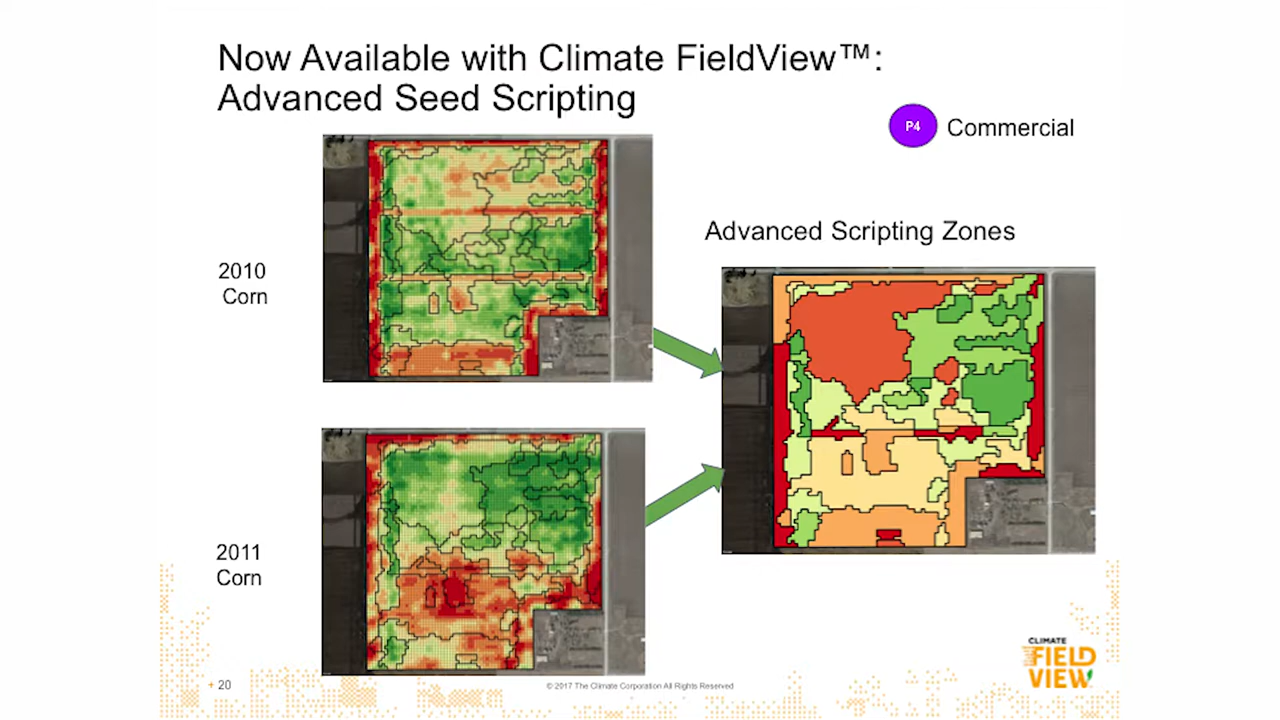 Now Available with Climate FieldView™:
Advanced Seed Scripting
P4
Commercial
Advanced Scripting Zones
2010
Corn
2011
Corn
+ 20
© 2017 The Climate Corporation All Rights Reserved
CLIMATE
FIELD
VIEW